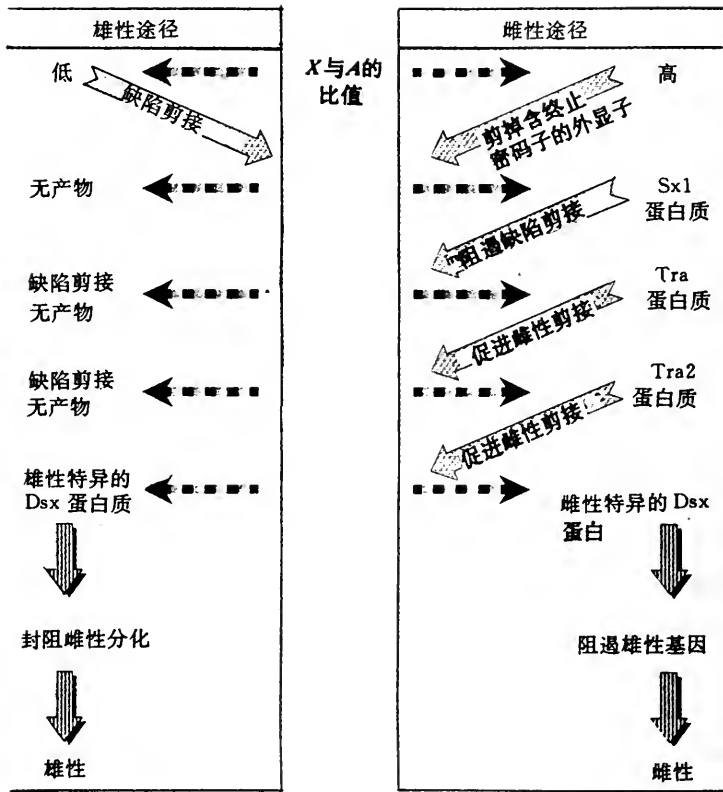 雄性途径
雌性途径
低
X与A的
比值
高
缺陷剪接
剪掉含终止
密码子的外显子
无产物
Sx1
蛋白质
阻遏缺陷剪接
缺陷剪接
无产物
Tra
蛋白质
促进雌性剪接
缺陷剪接
无产物
Tra2
蛋白质
促进雌性剪接
雄性特异的
Dsx 蛋白质
雌性特异的 Dsx
蛋白
封阻雌性分化
阻遏雄性基因
雄性
雌性